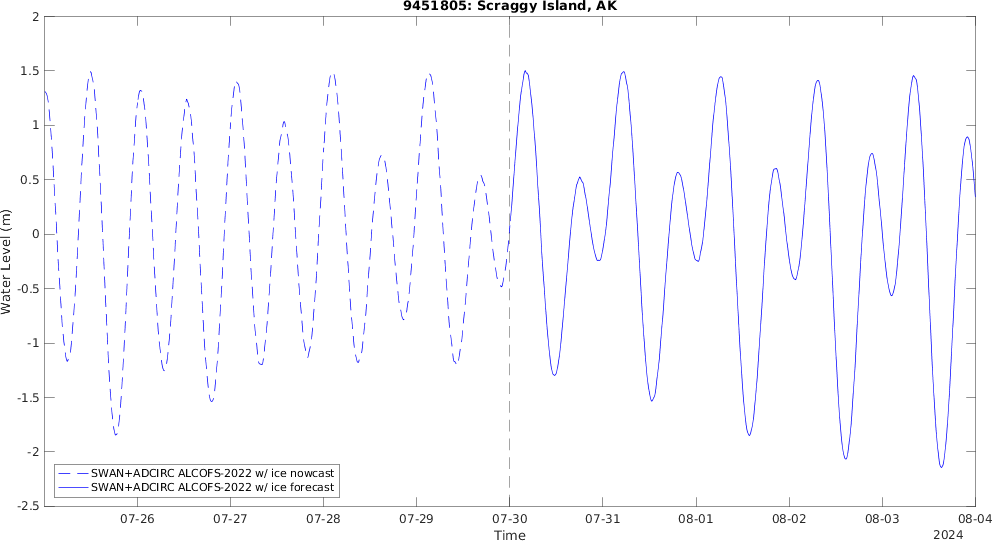 9451805: Scraggy Island, AK
Water Level (m)
2
1.5
1
0.5
0
-0.5
-1
-1.5
-2
-2.5
SWAN+ADCIRC ALCOFS-2022 w/ ice nowcast
SWAN+ADCIRC ALCOFS-2022 w/ ice forecast
07-26 07-27 07-28 07-29 07-30 07-31 08-01 08-02 08-03 08-04
Time
2024